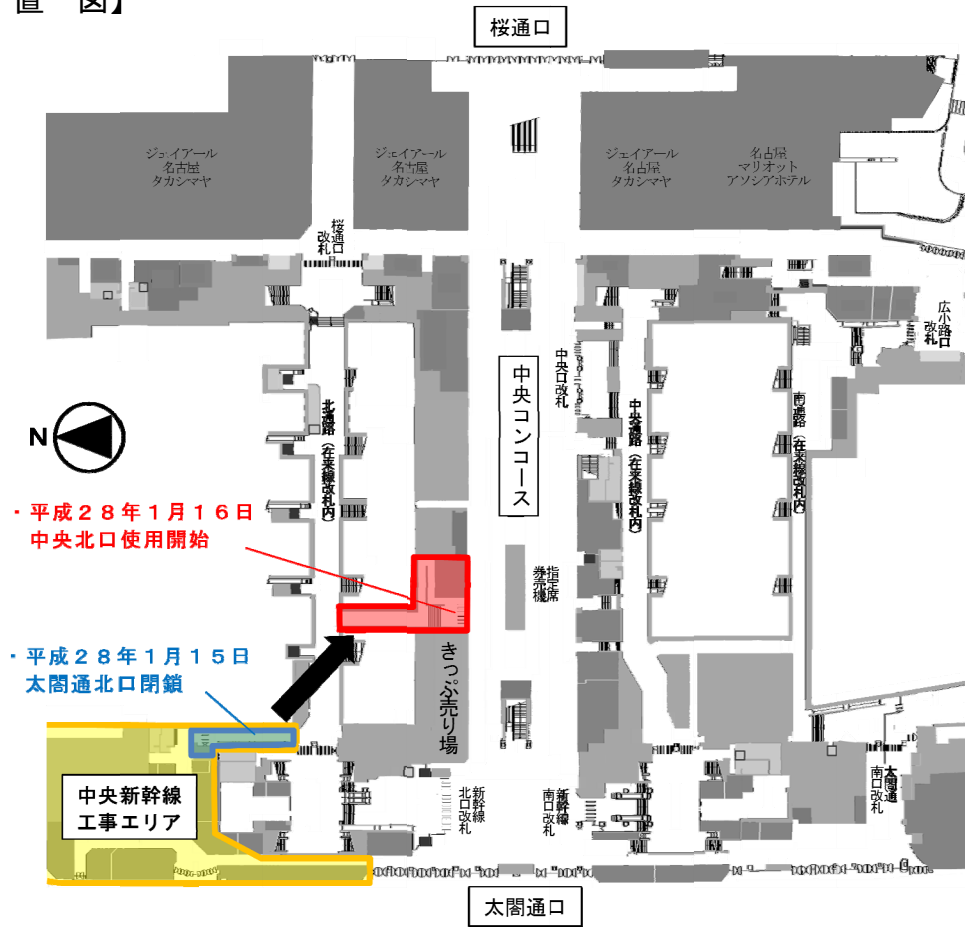 置 図】
桜通口
ジェイアール
名古屋
タカシマヤ
ジェイアール
名古屋
タカシマヤ
ジェイアール
名古屋
タカシマヤ
名古屋
マリオット
アソシアホテル
桜通口
改札
広小路口
改札
中央口改札
中央コンコース
北通路(在来線改札内)
中央通路(在来線改札内)
南通路(在来線改札内)
N
・平成28年1月16日
中央北口使用開始
指定席
券売機
・平成28年1月15日
太閤通北口閉鎖
きっぷ売り場
中央新幹線
工事エリア
新幹線
北口改札
新幹線
南口改札
太閤通
南口改札
太閤通口